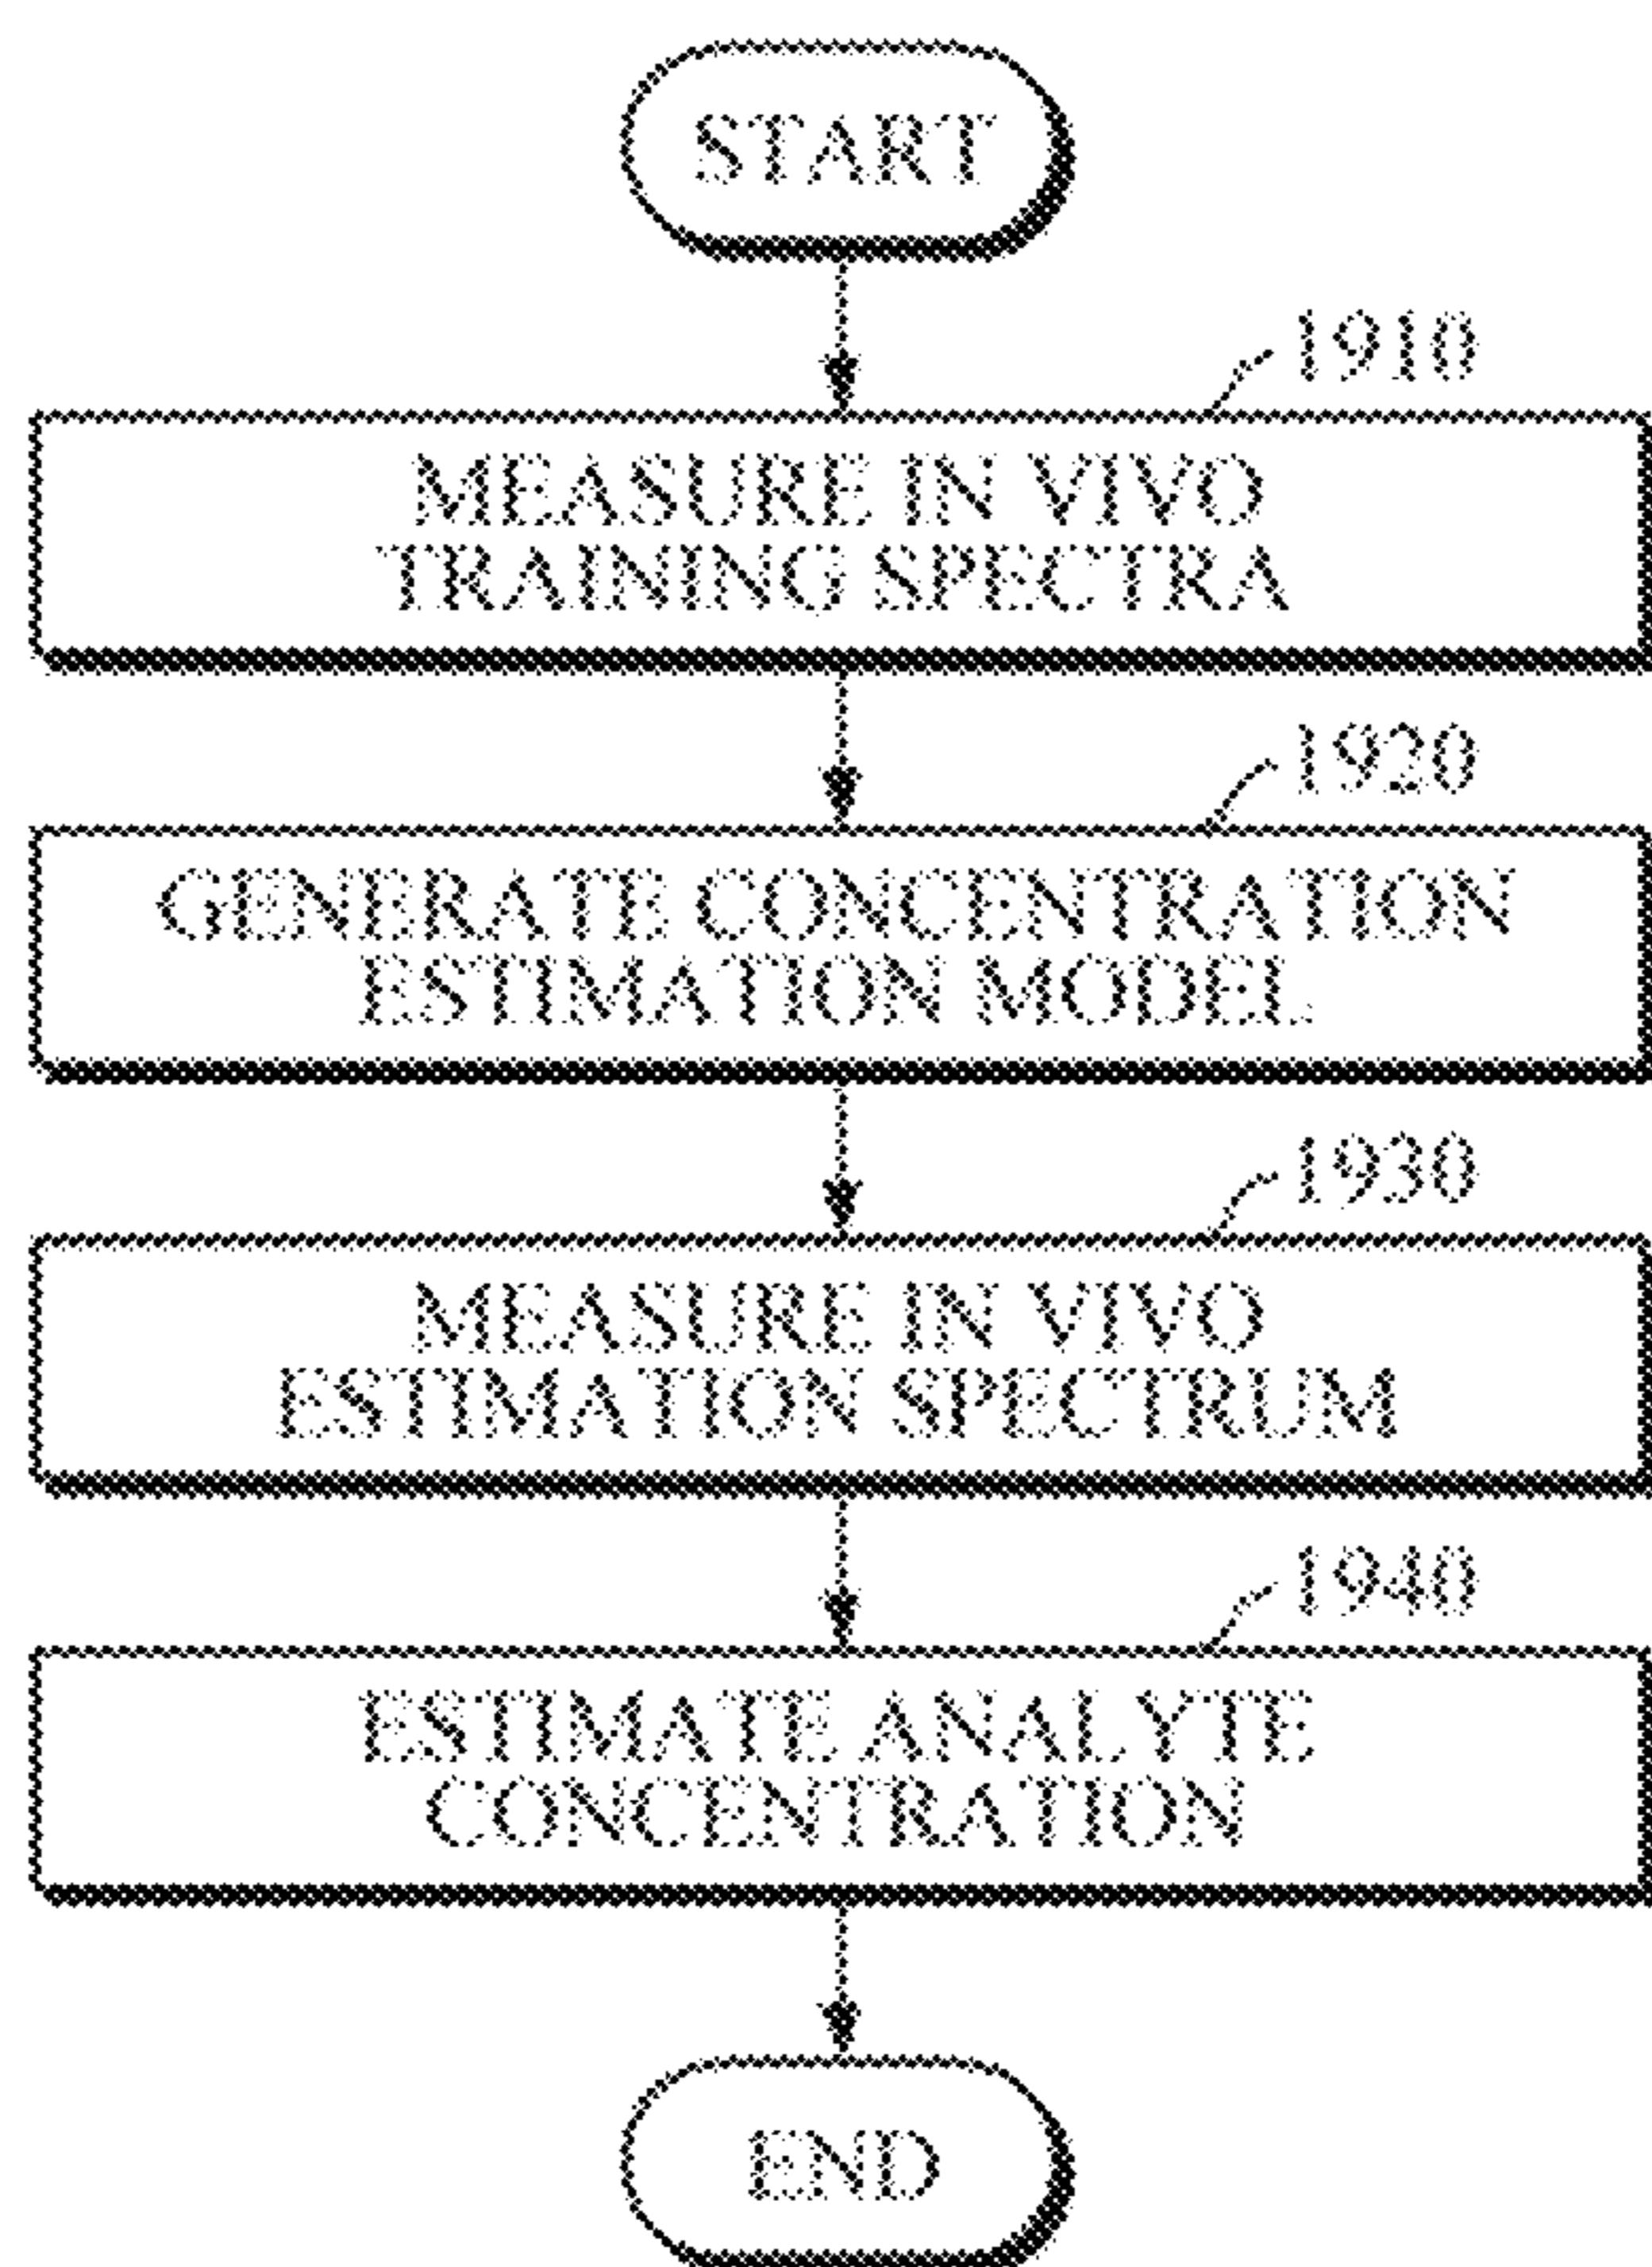 START
1910
MEASURE IN VIVO
TRAINING SPECTRA
1920
GENERATE CONCENTRATION
ESTIMATION MODEL
1930
MEASURE IN VIVO
ESTIMATION SPECTRUM
1940
ESTIMATE ANALYTE
CONCENTRATION
END